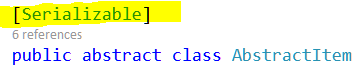 [Serializable]
6 references
public abstract class AbstractItem